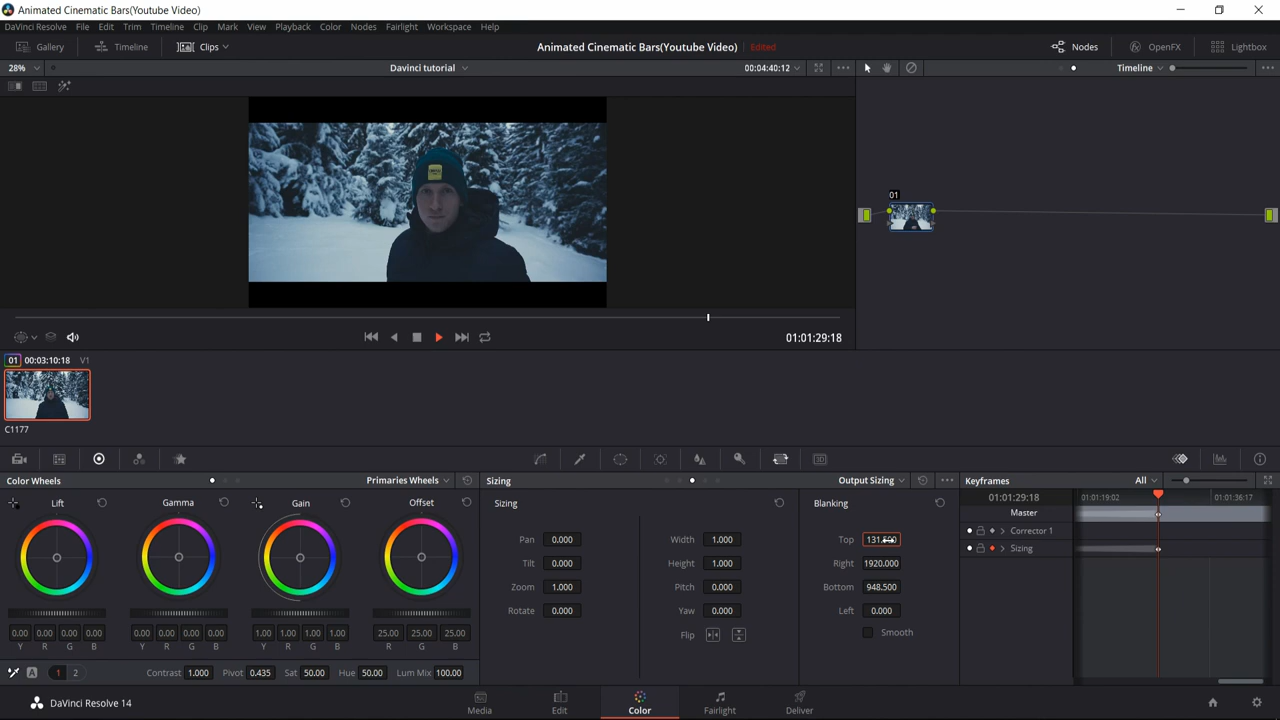 Animated Cinematic Bars(Youtube Video)
DaVinci Resolve File Edit Trim Timeline Clip Mark View Playback Color Nodes Fairlight Workspace Help
Gallery Timeline Clips Animated Cinematic Bars(Youtube Video) Edited Nodes OpenFX Lightbox
28% Davinci tutorial 00:04:40:12 Timeline
01
01:01:29:18
01 00:03:10:18 V1
C1177
Color Wheels Primaries Wheels Sizing Output Sizing Keyframes All
01:01:29:18 01:01:19:02 01:01:36:17
Lift Gamma Gain Offset Sizing Blanking Master
Corrector 1
Pan 0.000 Width 1.000 Top Sizing
Tilt 0.000 Height 1.000 Right 1920.000
Zoom 1.000 Pitch 0.000 Bottom 948.500
Rotate 0.000 Yaw 0.000 Left 0.000
0.00 0.00 0.00 0.00 0.00 0.00 0.00 0.00 1.00 1.00 1.00 1.00 25.00 25.00 25.00 Flip Smooth
Y R G B Y R G B Y R G B R G B
A 1 2 Contrast 1.000 Pivot 0.435 Sat 50.00 Hue 50.00 Lum Mix 100.00
DaVinci Resolve 14 Media Edit Color Fairlight Deliver